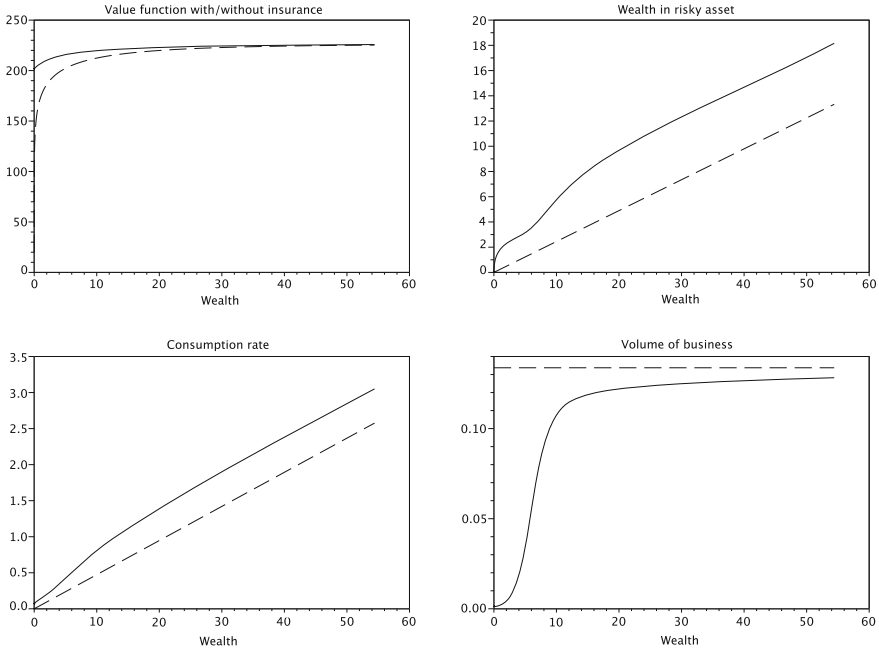 Value function with/without insurance
250
200
150
100
50
0
0 10 20 30 40 50 60
Wealth
Wealth in risky asset
20
18
16
14
12
10
8
6
4
2
0
0 10 20 30 40 50 60
Wealth
Consumption rate
3.5
3.0
2.5
2.0
1.5
1.0
0.5
0.0
0 10 20 30 40 50 60
Wealth
Volume of business
0.10
0.05
0.00
0 10 20 30 40 50 60
Wealth